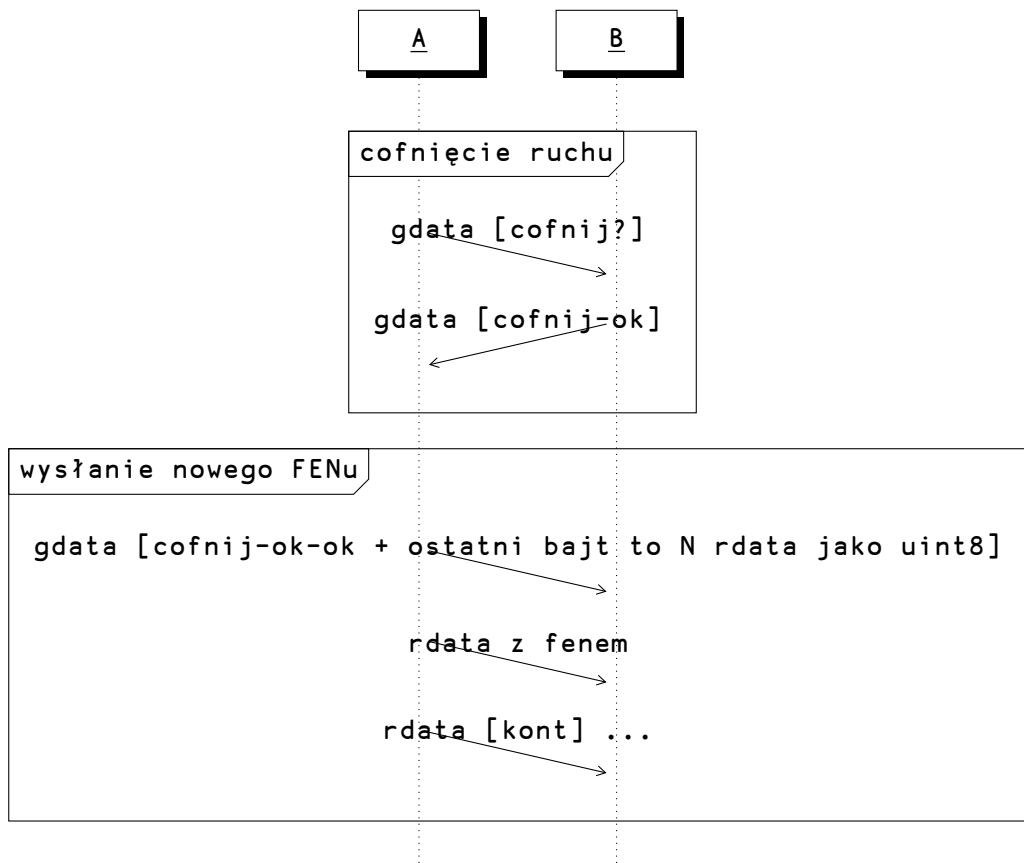 A
B
cofnięcie ruchu
gdata [cofnij?]
gdata [cofnij-ok]
wysłanie nowego FENu
gdata [cofnij-ok-ok + ostatni bajt to N rdata jako uint8]
rdata z fenem
rdata [kont] ...